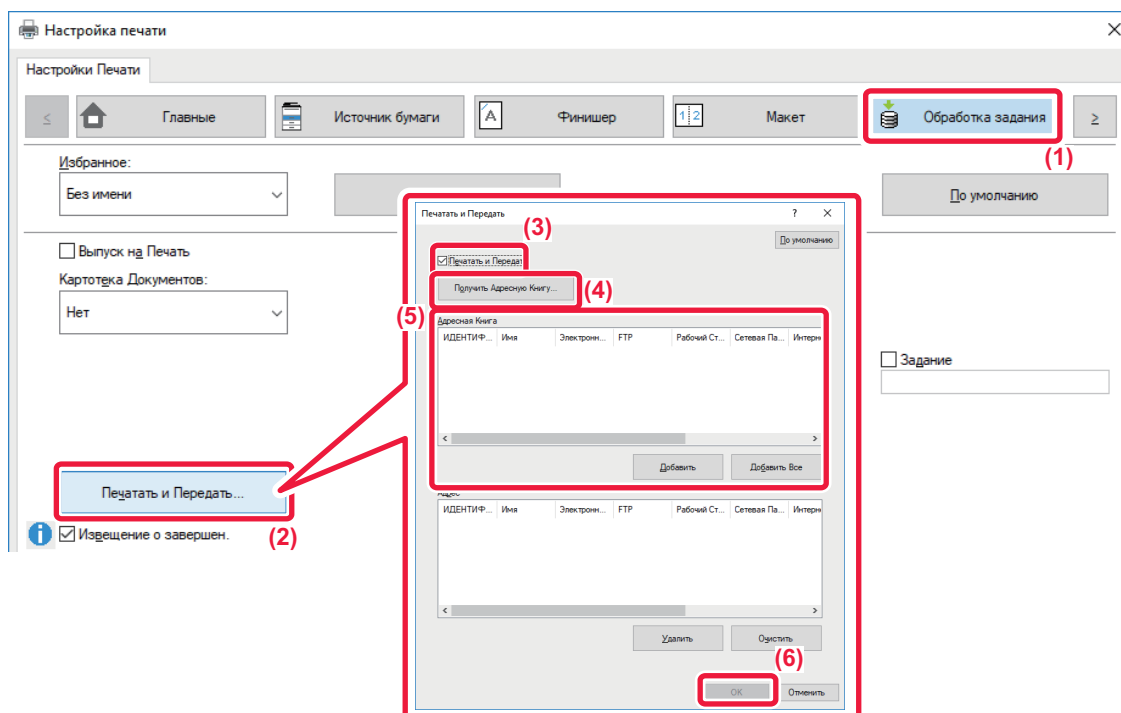 Настройка печати
Настройки Печати
Главные
Источник бумаги
Финишер
Макет
Обработка задания
(1)
Избранное:
Без имени
По умолчанию
Выпуск на Печать
Картотека Документов:
Нет
Задание
Печатать и Передать...
Извещение о завершен.
(2)
Печатать и Передать
? ×
(3)
По умолчанию
Печатать и Передат
Получить Адресную Книгу...
(4)
(5)
Адресная Книга
ИДЕНТИФ... Имя Электронн... FTP Рабочий Ст... Сетевая Па... Интерн
Добавить Добавить Все
Адрес
ИДЕНТИФ... Имя Электронн... FTP Рабочий Ст... Сетевая Па... Интерн
Удалить Очистить
(6)
OK Отменить